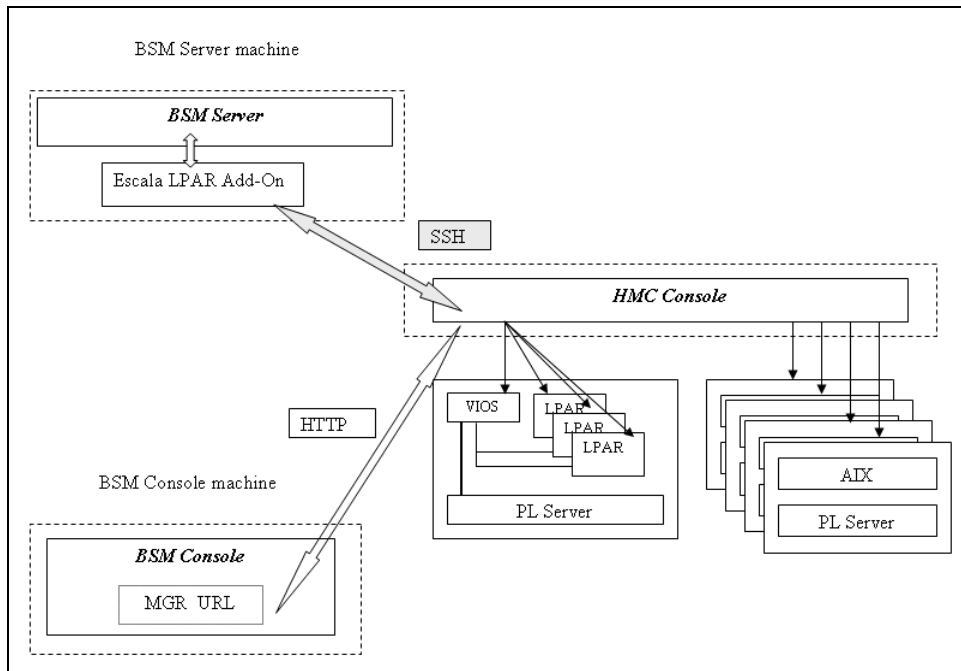 BSM Server machine
BSM Server
Escala LPAR Add-On
SSH
HMC Console
VIOS
LPAR
LPAR
LPAR
HTTP
AIX
BSM Console machine
PL Server
PL Server
BSM Console
MGR URL